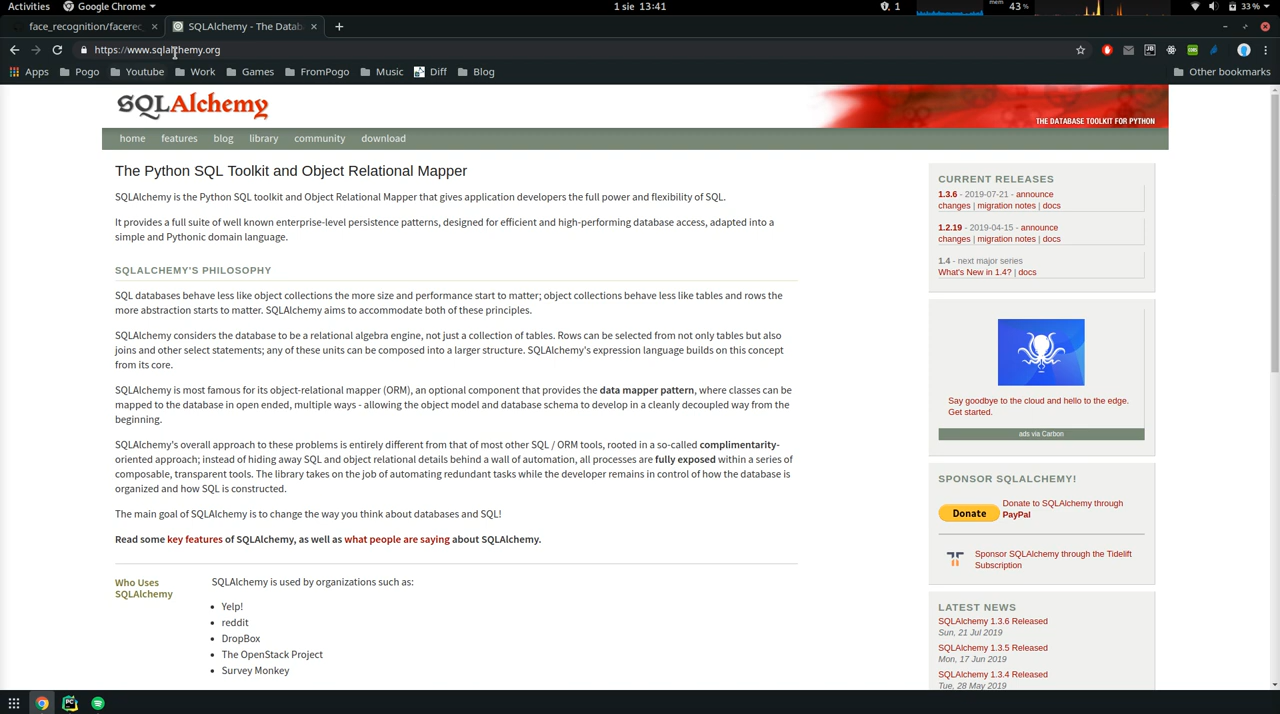 Activities Google Chrome 1 sie 13:41 1 mem 43 % 33 %
face_recognition/facerec_ SQLAlchemy - The Datab
https://www.sqlalchemy.org
Apps Pogo Youtube Work Games FromPogo Music Diff Blog Other bookmarks
SQLAlchemy
THE DATABASE TOOLKIT FOR PYTHON
home features blog library community download
The Python SQL Toolkit and Object Relational Mapper
SQLAlchemy is the Python SQL toolkit and Object Relational Mapper that gives application developers the full power and flexibility of SQL.
It provides a full suite of well known enterprise-level persistence patterns, designed for efficient and high-performing database access, adapted into a
simple and Pythonic domain language.
SQLALCHEMY'S PHILOSOPHY
SQL databases behave less like object collections the more size and performance start to matter; object collections behave less like tables and rows the
more abstraction starts to matter. SQLAlchemy aims to accommodate both of these principles.
SQLAlchemy considers the database to be a relational algebra engine, not just a collection of tables. Rows can be selected from not only tables but also
joins and other select statements; any of these units can be composed into a larger structure. SQLAlchemy's expression language builds on this concept
from its core.
SQLAlchemy is most famous for its object-relational mapper (ORM), an optional component that provides the data mapper pattern, where classes can be
mapped to the database in open ended, multiple ways - allowing the object model and database schema to develop in a cleanly decoupled way from the
beginning.
SQLAlchemy's overall approach to these problems is entirely different from that of most other SQL / ORM tools, rooted in a so-called complimentarity-
oriented approach; instead of hiding away SQL and object relational details behind a wall of automation, all processes are fully exposed within a series of
composable, transparent tools. The library takes on the job of automating redundant tasks while the developer remains in control of how the database is
organized and how SQL is constructed.
The main goal of SQLAlchemy is to change the way you think about databases and SQL!
Read some key features of SQLAlchemy, as well as what people are saying about SQLAlchemy.
Who Uses
SQLAlchemy
SQLAlchemy is used by organizations such as:
• Yelp!
• reddit
• DropBox
• The OpenStack Project
• Survey Monkey
CURRENT RELEASES
1.3.6 - 2019-07-21 - announce
changes | migration notes | docs
1.2.19 - 2019-04-15 - announce
changes | migration notes | docs
1.4 - next major series
What's New in 1.4? | docs
Say goodbye to the cloud and hello to the edge.
Get started.
ads via Carbon
SPONSOR SQLALCHEMY!
Donate
Donate to SQLAlchemy through
PayPal
Sponsor SQLAlchemy through the Tidelift
Subscription
LATEST NEWS
SQLAlchemy 1.3.6 Released
Sun, 21 Jul 2019
SQLAlchemy 1.3.5 Released
Mon, 17 Jun 2019
SQLAlchemy 1.3.4 Released
Tue, 28 May 2019